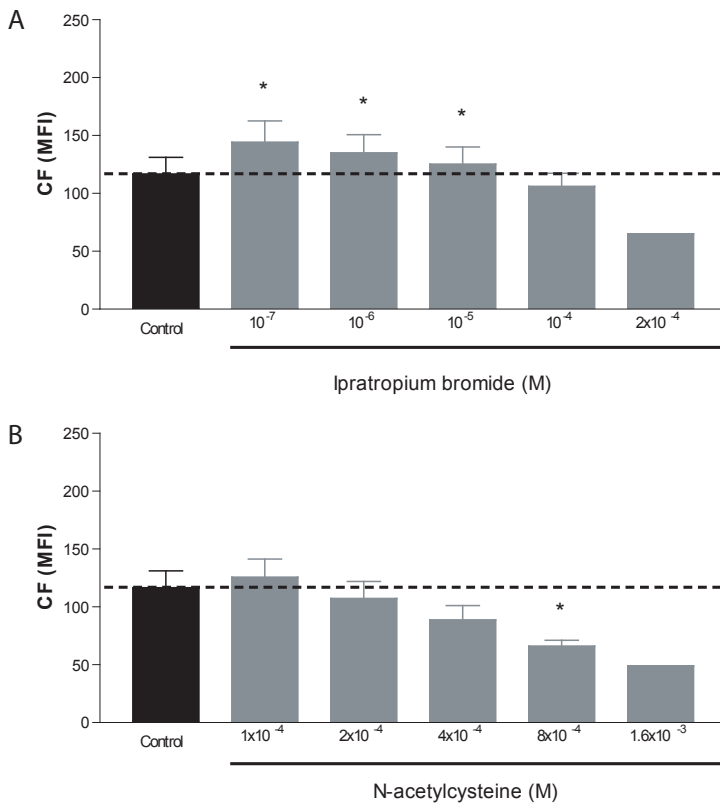 A
250
200
150
100
50
0
CF (MFI)
*
*
*
Control
10⁻⁷
10⁻⁶
10⁻⁵
10⁻⁴
2x10⁻⁴
Ipratropium bromide (M)
B
250
200
150
100
50
0
CF (MFI)
*
Control
1x10⁻⁴
2x10⁻⁴
4x10⁻⁴
8x10⁻⁴
1.6x10⁻³
N-acetylcysteine (M)